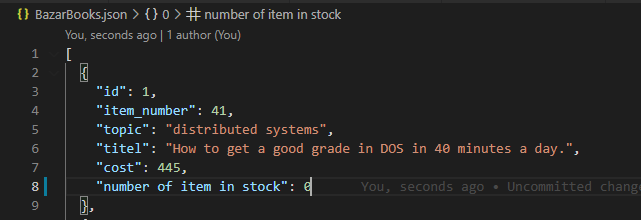 {} BazarBooks.json > {} 0 > # number of item in stock
You, seconds ago | 1 author (You)
1 [
2 {
3 "id": 1,
4 "item_number": 41,
5 "topic": "distributed systems",
6 "titel": "How to get a good grade in DOS in 40 minutes a day.",
7 "cost": 445,
8 "number of item in stock": 0 You, seconds ago • Uncommitted change
9 },